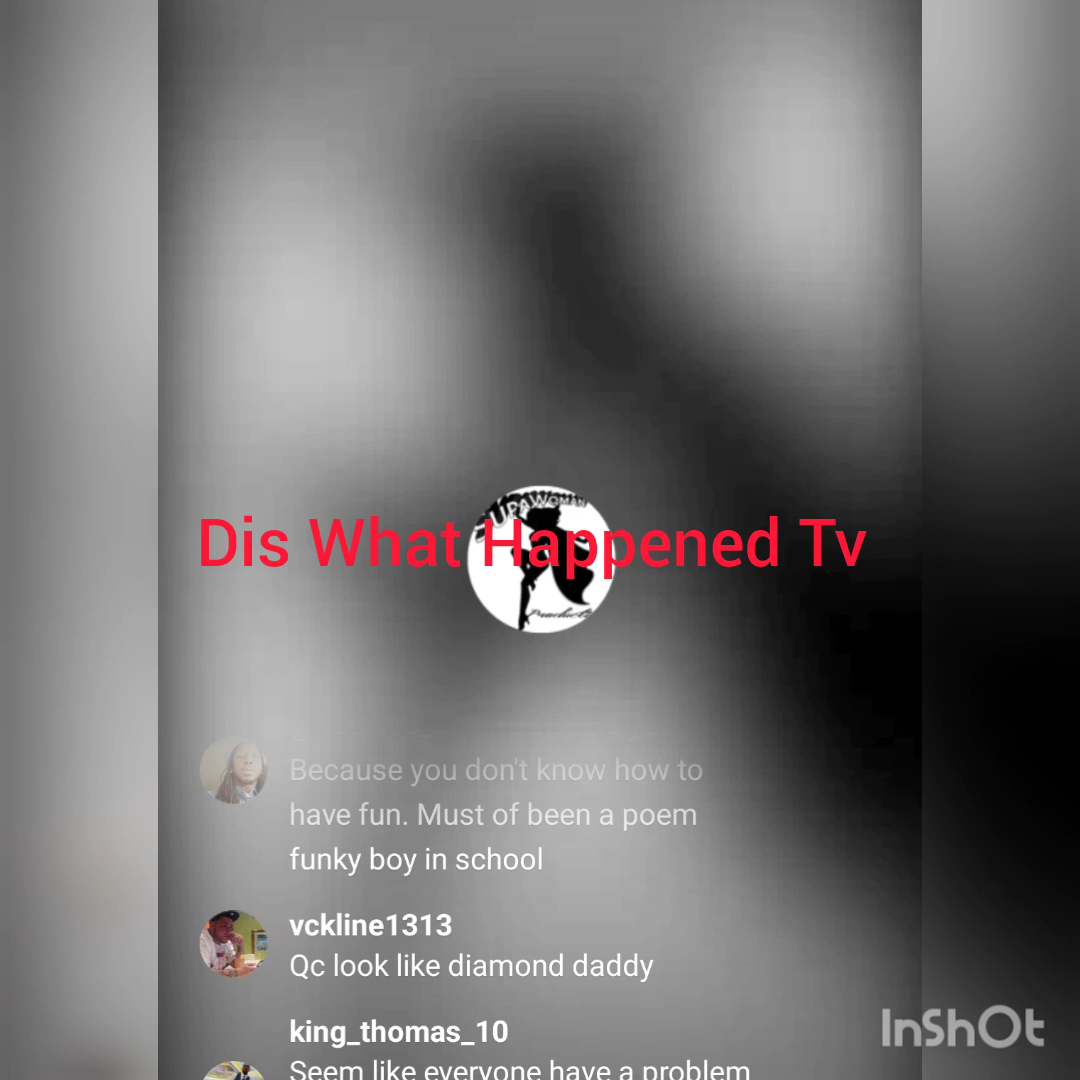 SUPAWOMAN
Dis What Happened Tv
Because you don't know how to
have fun. Must of been a poem
funky boy in school
vckline1313
Qc look like diamond daddy
king_thomas_10
Seem like everyone have a problem
InShOt